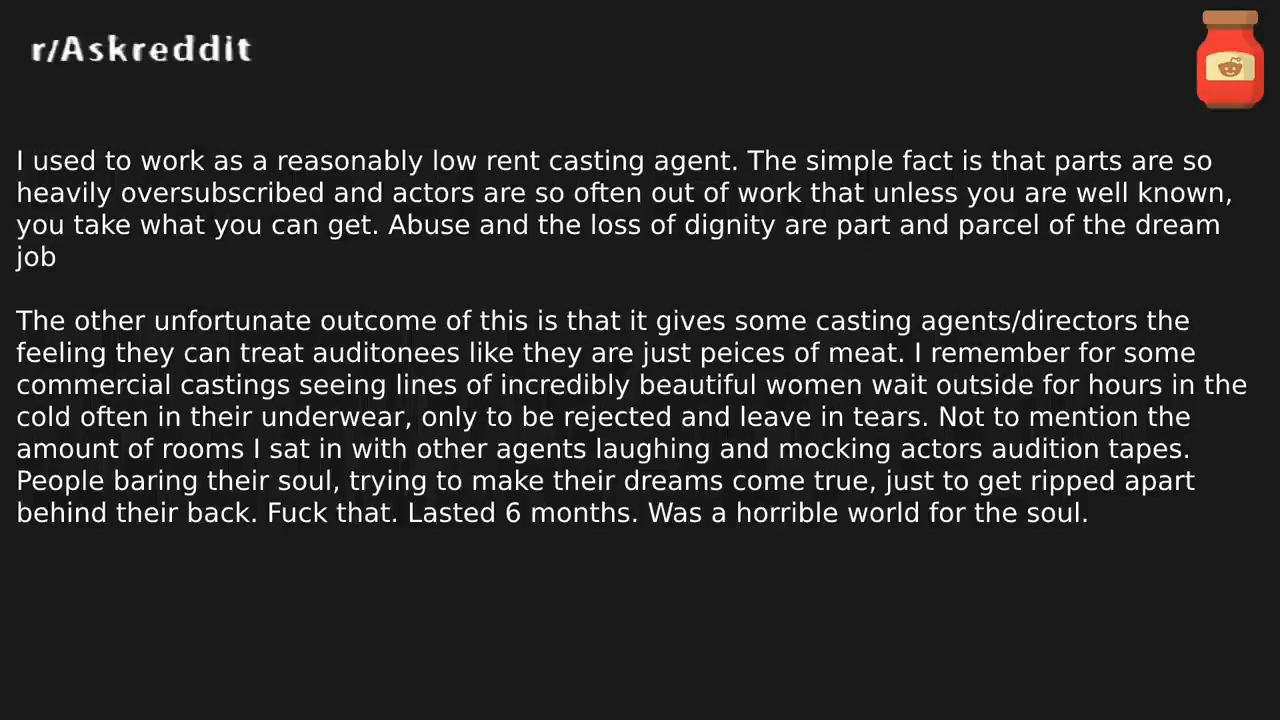 r/Askreddit
I used to work as a reasonably low rent casting agent. The simple fact is that parts are so
heavily oversubscribed and actors are so often out of work that unless you are well known,
you take what you can get. Abuse and the loss of dignity are part and parcel of the dream
job
The other unfortunate outcome of this is that it gives some casting agents/directors the
feeling they can treat auditonees like they are just peices of meat. I remember for some
commercial castings seeing lines of incredibly beautiful women wait outside for hours in the
cold often in their underwear, only to be rejected and leave in tears. Not to mention the
amount of rooms I sat in with other agents laughing and mocking actors audition tapes.
People baring their soul, trying to make their dreams come true, just to get ripped apart
behind their back. Fuck that. Lasted 6 months. Was a horrible world for the soul.